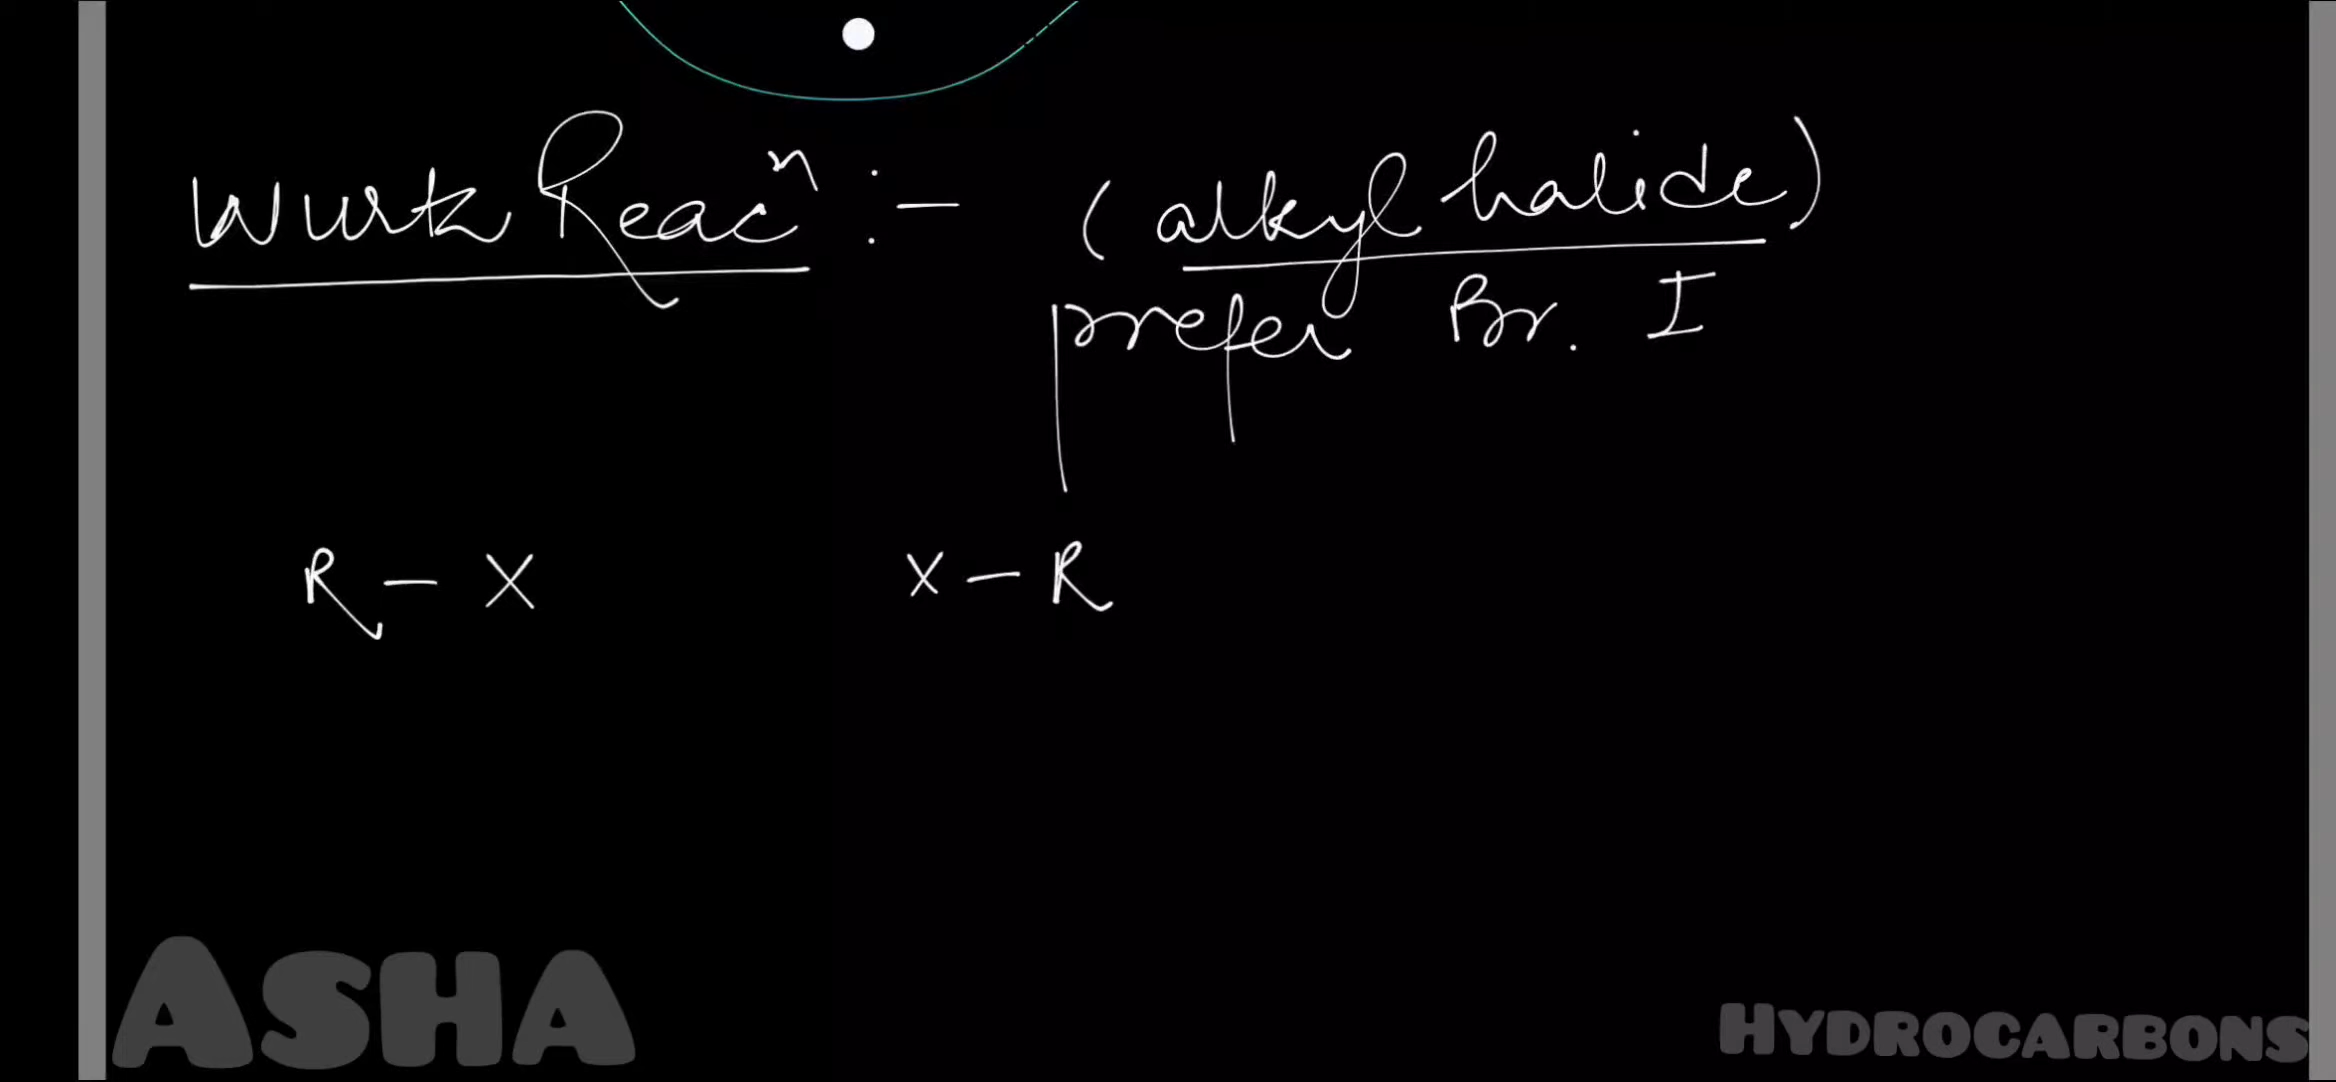 Wurtz Reacⁿ :- (alkyl halide)
prefer Br. I
R - X X - R
ASHA
HYDROCARBONS